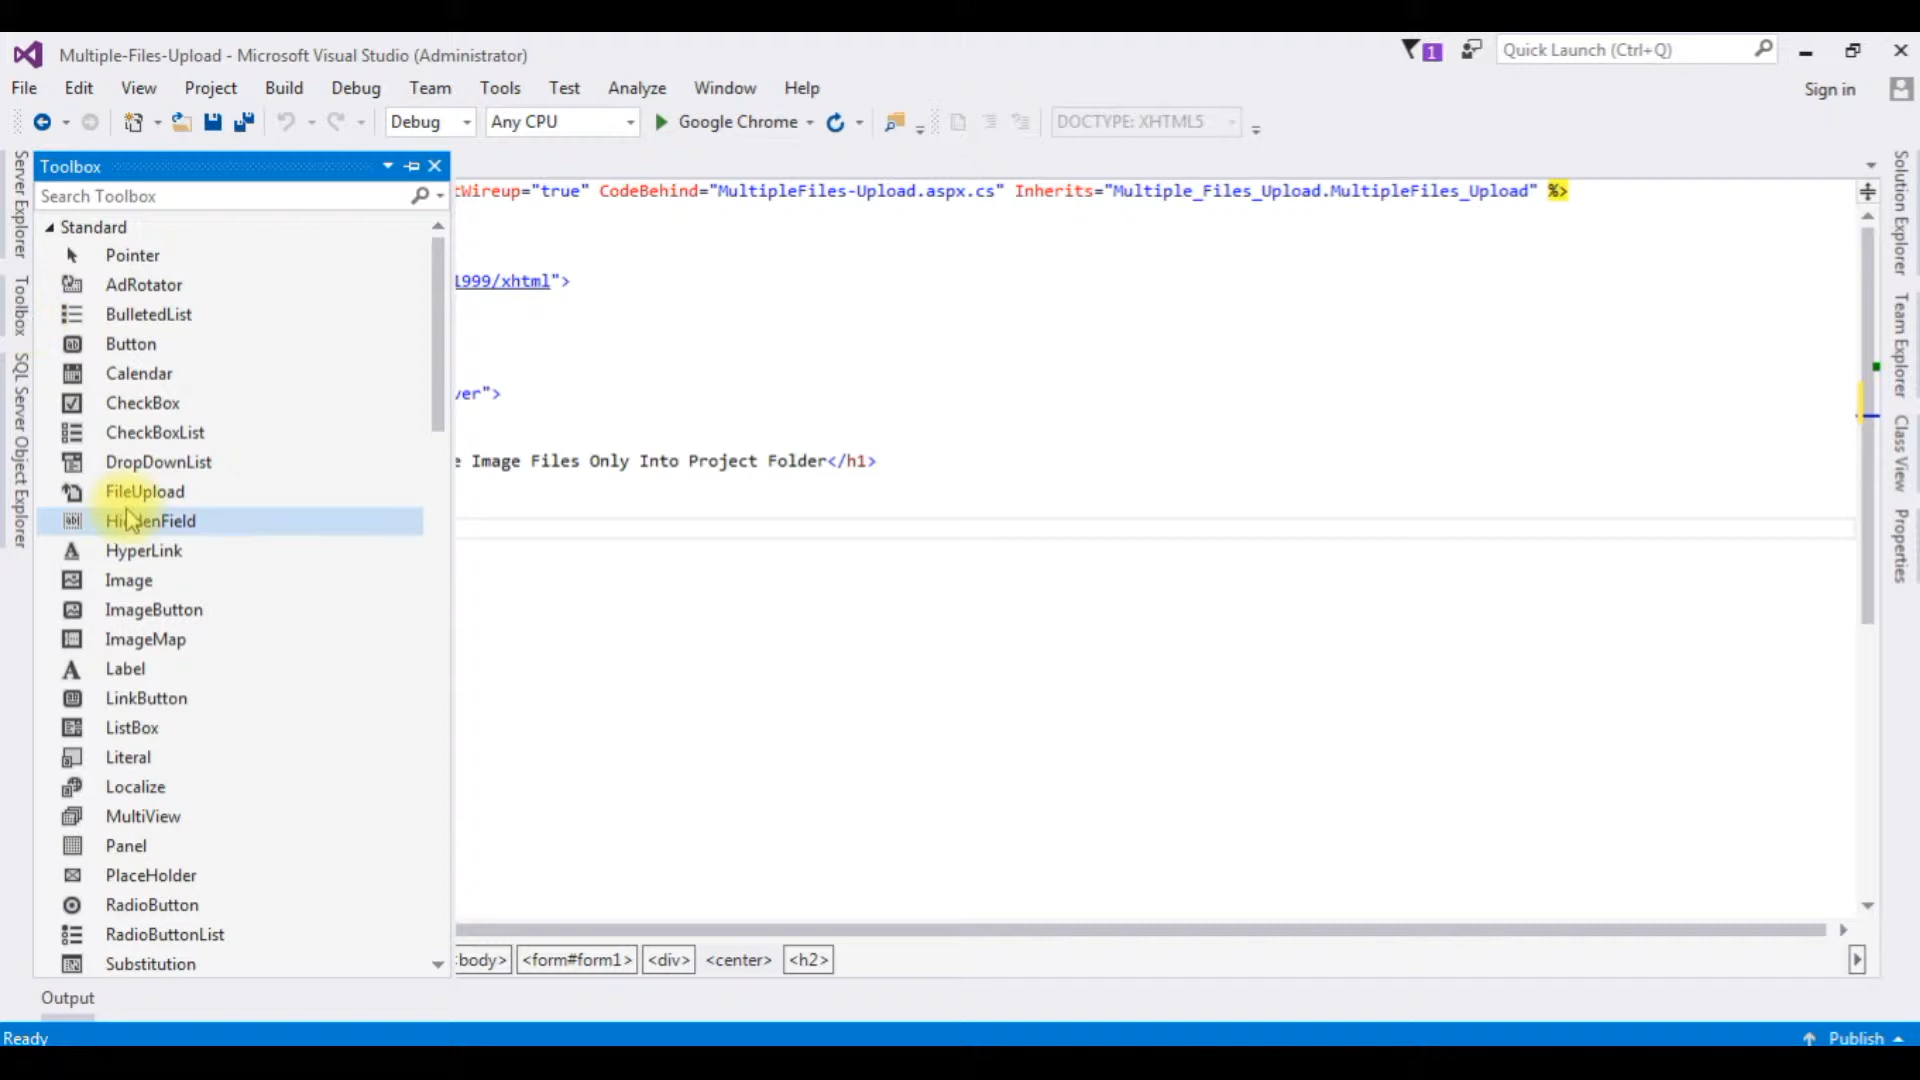 Multiple-Files-Upload - Microsoft Visual Studio (Administrator)
1
Quick Launch (Ctrl+Q)
File Edit View Project Build Debug Team Tools Test Analyze Window Help
Sign in
Debug
Any CPU
Google Chrome
DOCTYPE: XHTML5
Server Explorer
Toolbox
SQL Server Object Explorer
Toolbox
Search Toolbox
Standard
Pointer
AdRotator
BulletedList
Button
Calendar
CheckBox
CheckBoxList
DropDownList
FileUpload
HiddenField
HyperLink
Image
ImageButton
ImageMap
Label
LinkButton
ListBox
Literal
Localize
MultiView
Panel
PlaceHolder
RadioButton
RadioButtonList
Substitution
tWireup="true" CodeBehind="MultipleFiles-Upload.aspx.cs" Inherits="Multiple_Files_Upload.MultipleFiles_Upload" %>
1999/xhtml">
ver">
e Image Files Only Into Project Folder</h1>
body> <form#form1> <div> <center> <h2>
Solution Explorer
Team Explorer
Class View
Properties
Output
Ready
Publish